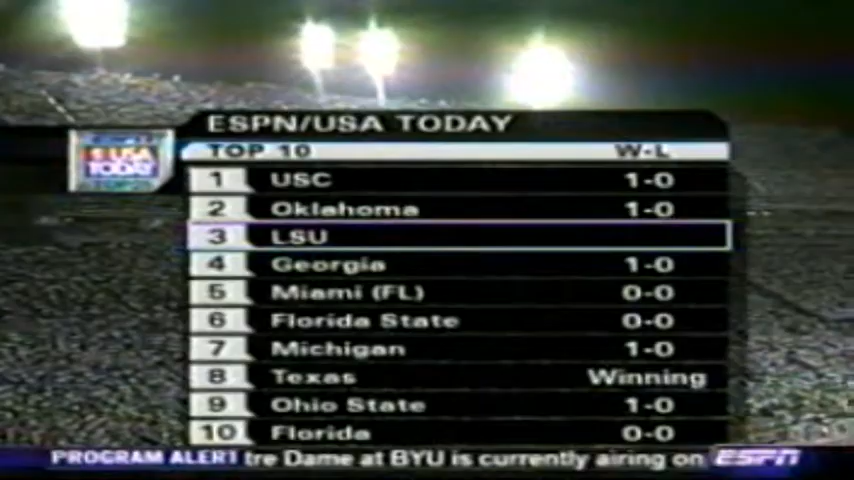 ESPN/USA TODAY
USA TODAY
TOP 10 W-L
1 USC 1-0
2 Oklahoma 1-0
3 LSU
4 Georgia 1-0
5 Miami (FL) 0-0
6 Florida State 0-0
7 Michigan 1-0
8 Texas Winning
9 Ohio State 1-0
10 Florida 0-0
PROGRAM ALERT tre Dame at BYU is currently airing on ESPN